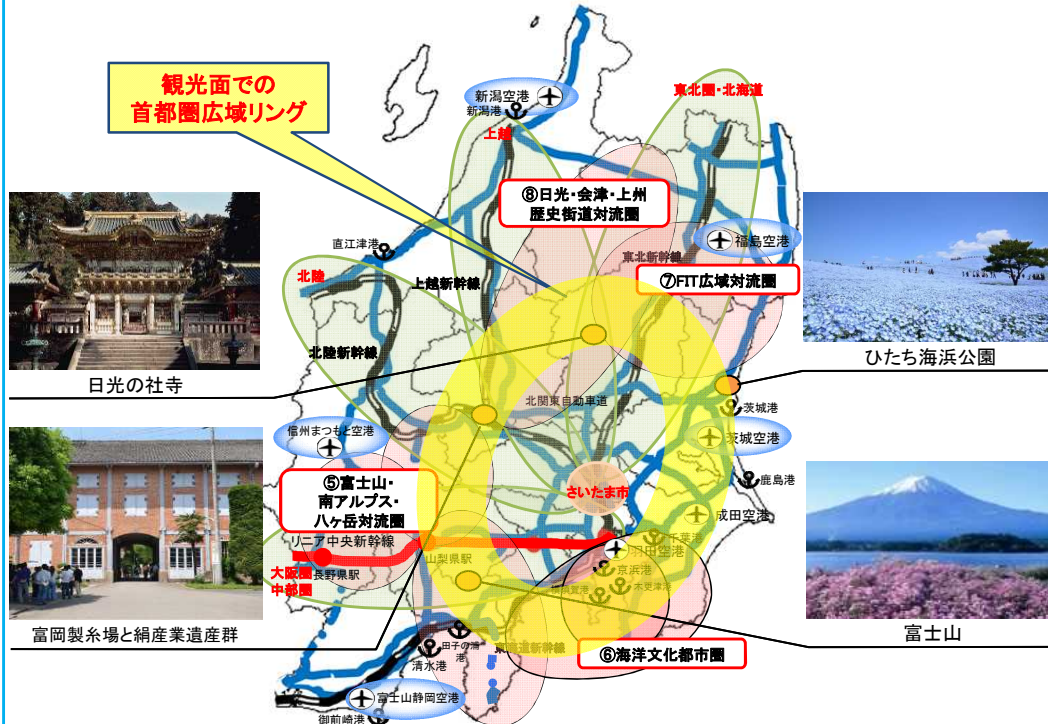 観光面での
首都圏広域リング
新潟空港
新潟港
上越
東北圏・北海道
⑧日光・会津・上州
歴史街道対流圏
直江津港
福島空港
東北新幹線
北陸
上越新幹線
⑦FIT広域対流圏
日光の社寺
北陸新幹線
ひたち海浜公園
北関東自動車道
茨城港
信州まつもと空港
茨城空港
⑤富士山・
南アルプス・
八ヶ岳対流圏
さいたま市
鹿島港
成田空港
リニア中央新幹線
千葉港
羽田空港
山梨県駅
京浜港
大阪圏
中部圏
長野県駅
横須賀港
木更津港
富岡製糸場と絹産業遺産群
富士山
田子の浦
港
東海道新幹線
⑥海洋文化都市圏
清水港
富士山静岡空港
御前崎港